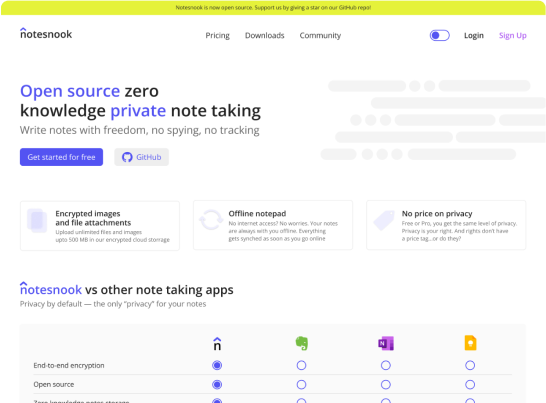 Notesnook is now open source. Support us by giving a star on our GitHub repo!
notesnook
Pricing
Downloads
Community
Login
Sign Up
Open source zero
knowledge private note taking
Write notes with freedom, no spying, no tracking
Get started for free
GitHub
Encrypted images
and file attachments
Upload unlimited files and images
upto 500 MB in our encrypted cloud storrage
Offline notepad
No internet access? No worries. Your notes
are always with you offline. Everything
gets synched as soon as you go online
No price on privacy
Free or Pro, you get the same level of privacy.
Privacy is your right. And rights don't have
a price tag...or do they?
notesnook vs other note taking apps
Privacy by default — the only "privacy" for your notes
n
N
End-to-end encryption
Open source
Zero knowledge notes storage